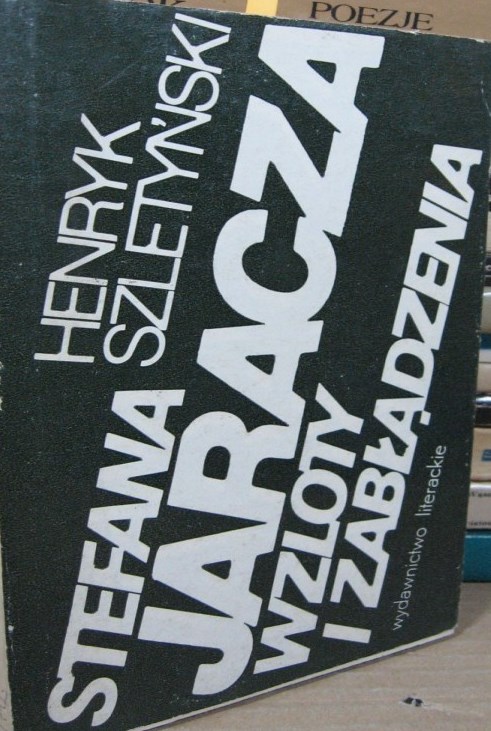 POEZJE
HENRYK
SZLETYŃSKI
STEFANA
JARACZA
WZLOTY
I ZABŁĄDZENIA
wydawnictwo literackie